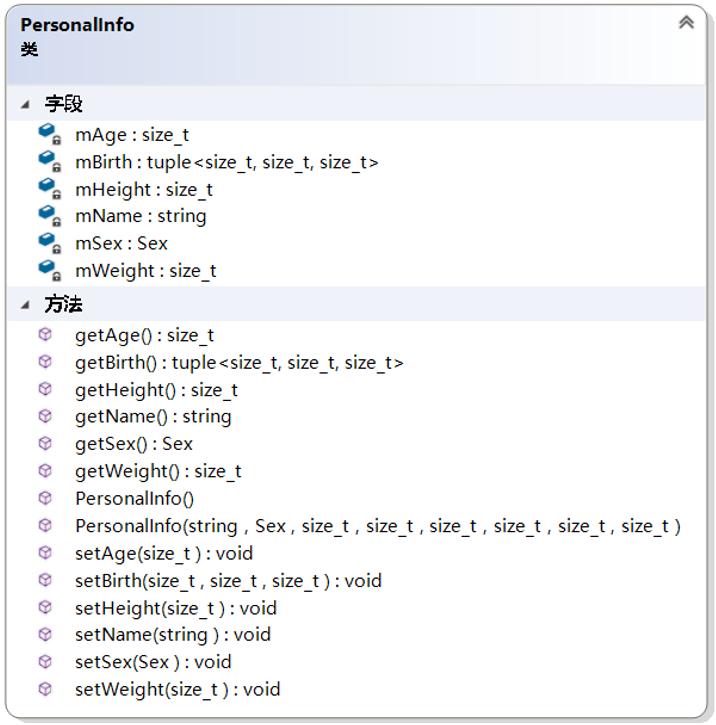 PersonalInfo
类
字段
mAge : size_t
mBirth : tuple<size_t, size_t, size_t>
mHeight : size_t
mName : string
mSex : Sex
mWeight : size_t
方法
getAge() : size_t
getBirth() : tuple<size_t, size_t, size_t>
getHeight() : size_t
getName() : string
getSex() : Sex
getWeight() : size_t
PersonalInfo()
PersonalInfo(string , Sex , size_t , size_t , size_t , size_t , size_t , size_t )
setAge(size_t ) : void
setBirth(size_t , size_t , size_t ) : void
setHeight(size_t ) : void
setName(string ) : void
setSex(Sex ) : void
setWeight(size_t ) : void